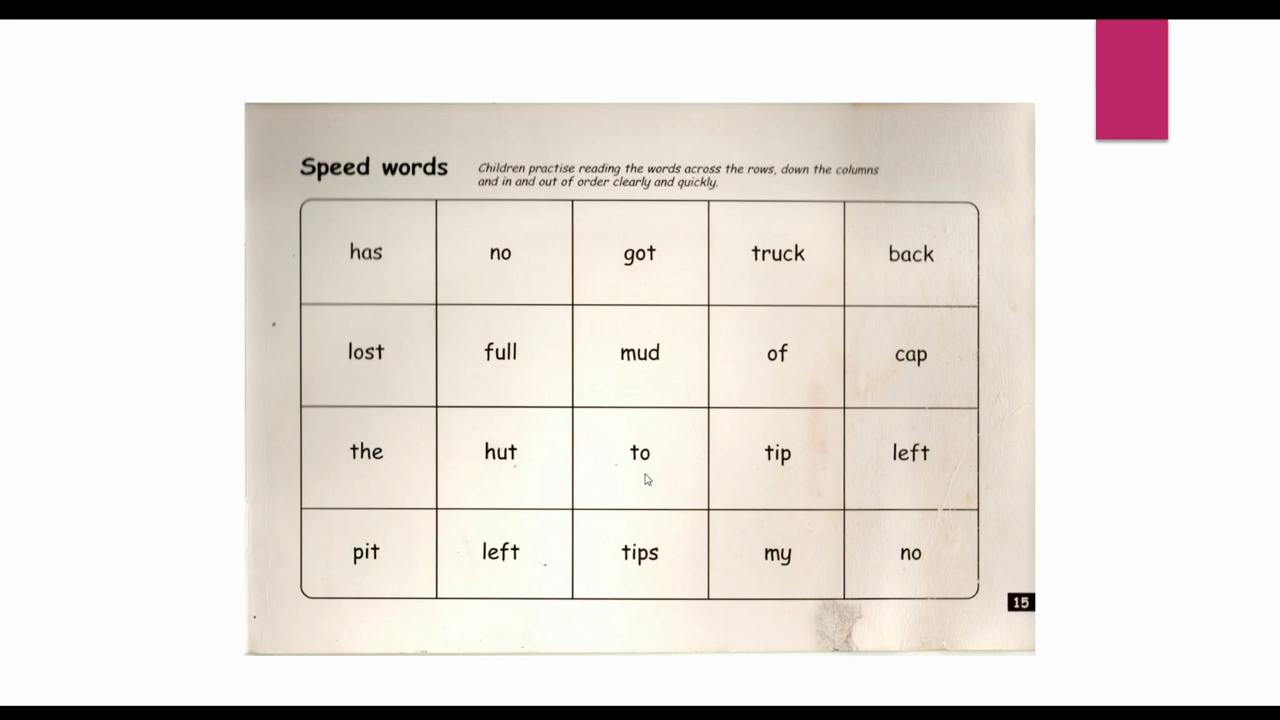 Speed words
Children practise reading the words across the rows, down the columns
and in and out of order clearly and quickly.
has no got truck back
lost full mud of cap
the hut to tip left
pit left tips my no
15